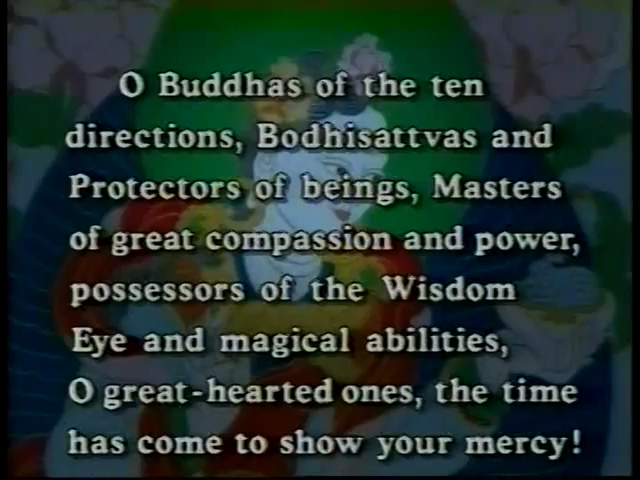 O Buddhas of the ten
directions, Bodhisattvas and
Protectors of beings, Masters
of great compassion and power,
possessors of the Wisdom
Eye and magical abilities,
O great-hearted ones, the time
has come to show your mercy!